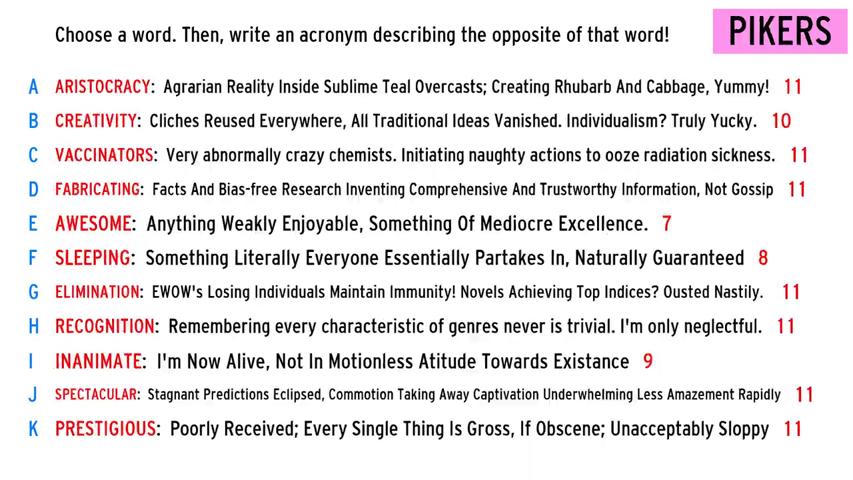 Choose a word. Then, write an acronym describing the opposite of that word!
PIKERS
A ARISTOCRACY: Agrarian Reality Inside Sublime Teal Overcasts; Creating Rhubarb And Cabbage, Yummy! 11
B CREATIVITY: Cliches Reused Everywhere, All Traditional Ideas Vanished. Individualism? Truly Yucky. 10
C VACCINATORS: Very abnormally crazy chemists. Initiating naughty actions to ooze radiation sickness. 11
D FABRICATING: Facts And Bias-free Research Inventing Comprehensive And Trustworthy Information, Not Gossip 11
E AWESOME: Anything Weakly Enjoyable, Something Of Mediocre Excellence. 7
F SLEEPING: Something Literally Everyone Essentially Partakes In, Naturally Guaranteed 8
G ELIMINATION: EWOW's Losing Individuals Maintain Immunity! Novels Achieving Top Indices? Ousted Nastily. 11
H RECOGNITION: Remembering every characteristic of genres never is trivial. I'm only neglectful. 11
I INANIMATE: I'm Now Alive, Not In Motionless Atitude Towards Existance 9
J SPECTACULAR: Stagnant Predictions Eclipsed, Commotion Taking Away Captivation Underwhelming Less Amazement Rapidly 11
K PRESTIGIOUS: Poorly Received; Every Single Thing Is Gross, If Obscene; Unacceptably Sloppy 11